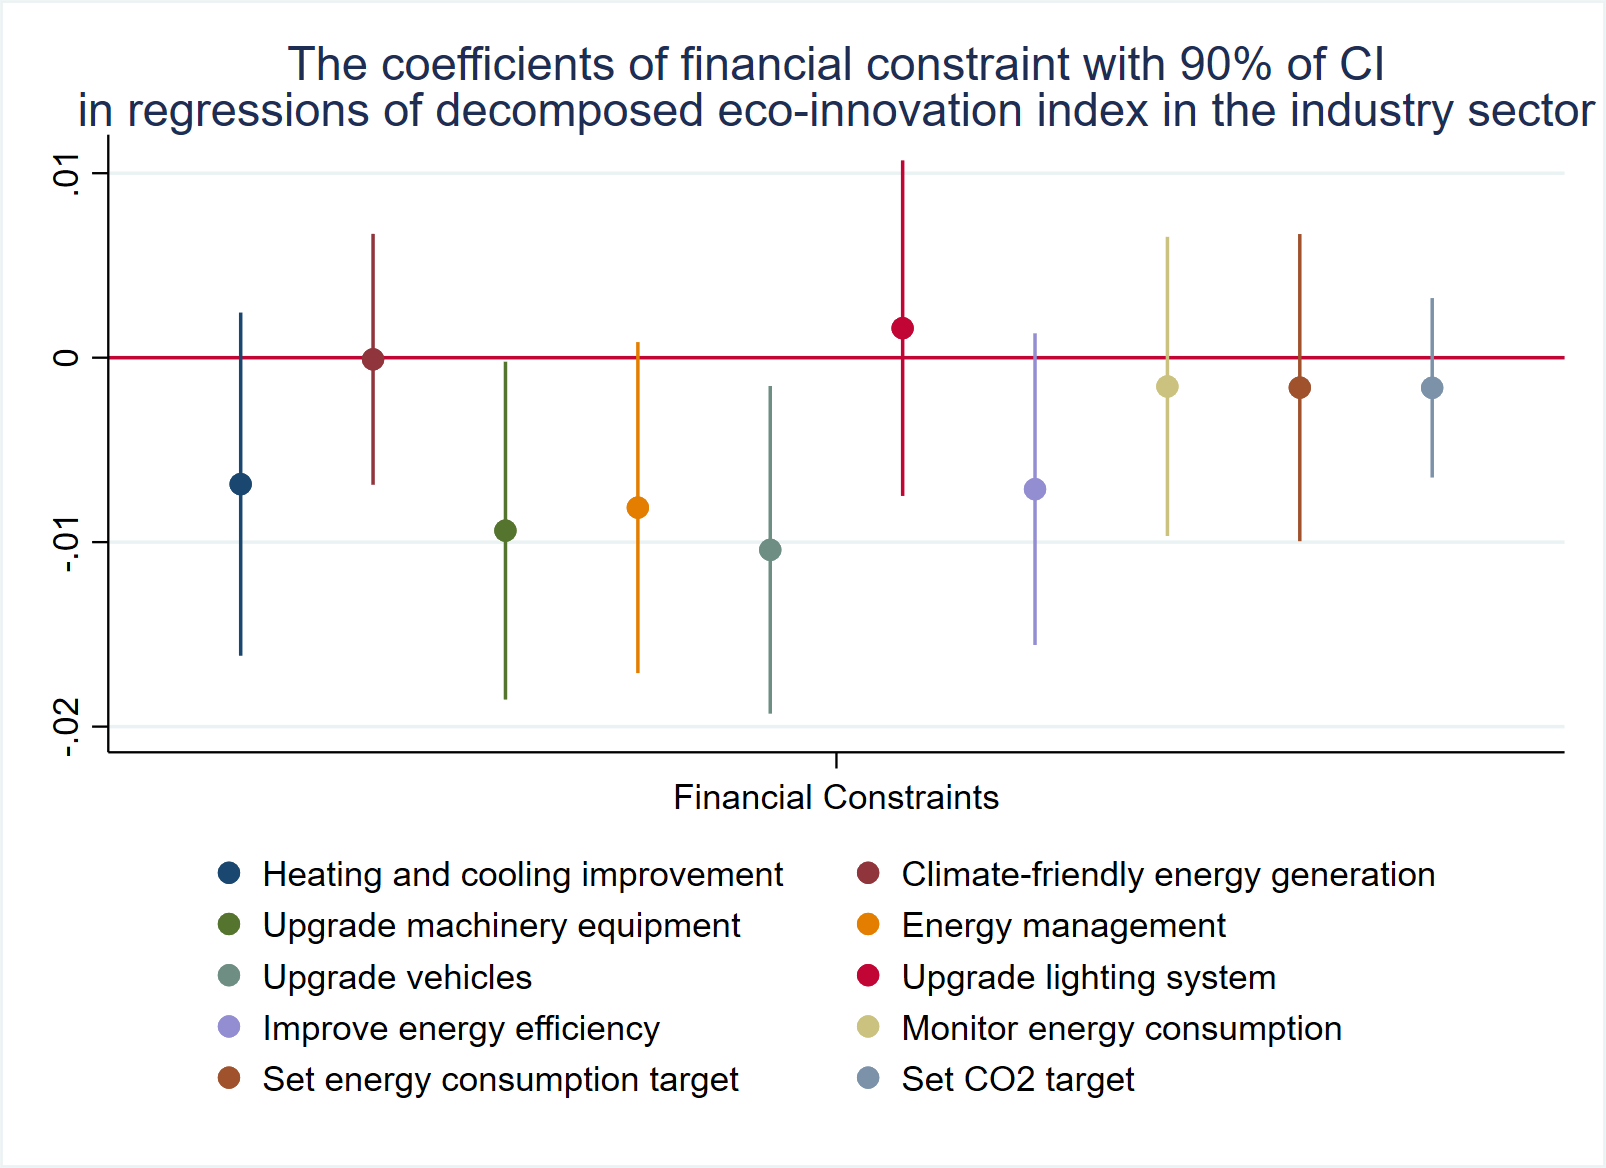 The coefficients of financial constraint with 90% of CI
in regressions of decomposed eco-innovation index in the industry sector
.01
0
-.01
-.02
Financial Constraints
Heating and cooling improvement
Climate-friendly energy generation
Upgrade machinery equipment
Energy management
Upgrade vehicles
Upgrade lighting system
Improve energy efficiency
Monitor energy consumption
Set energy consumption target
Set CO2 target